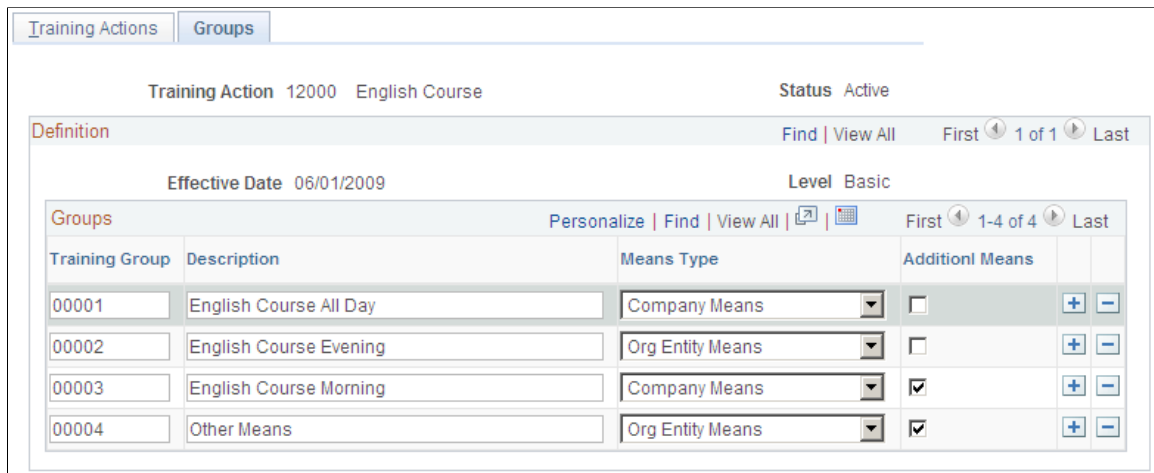 Training Actions Groups
Training Action 12000 English Course Status Active
Definition Find | View All First 1 of 1 Last
Effective Date 06/01/2009 Level Basic
Groups Personalize | Find | View All | | First 1-4 of 4 Last
Training Group Description Means Type Additionl Means
00001 English Course All Day Company Means
00002 English Course Evening Org Entity Means
00003 English Course Morning Company Means
00004 Other Means Org Entity Means